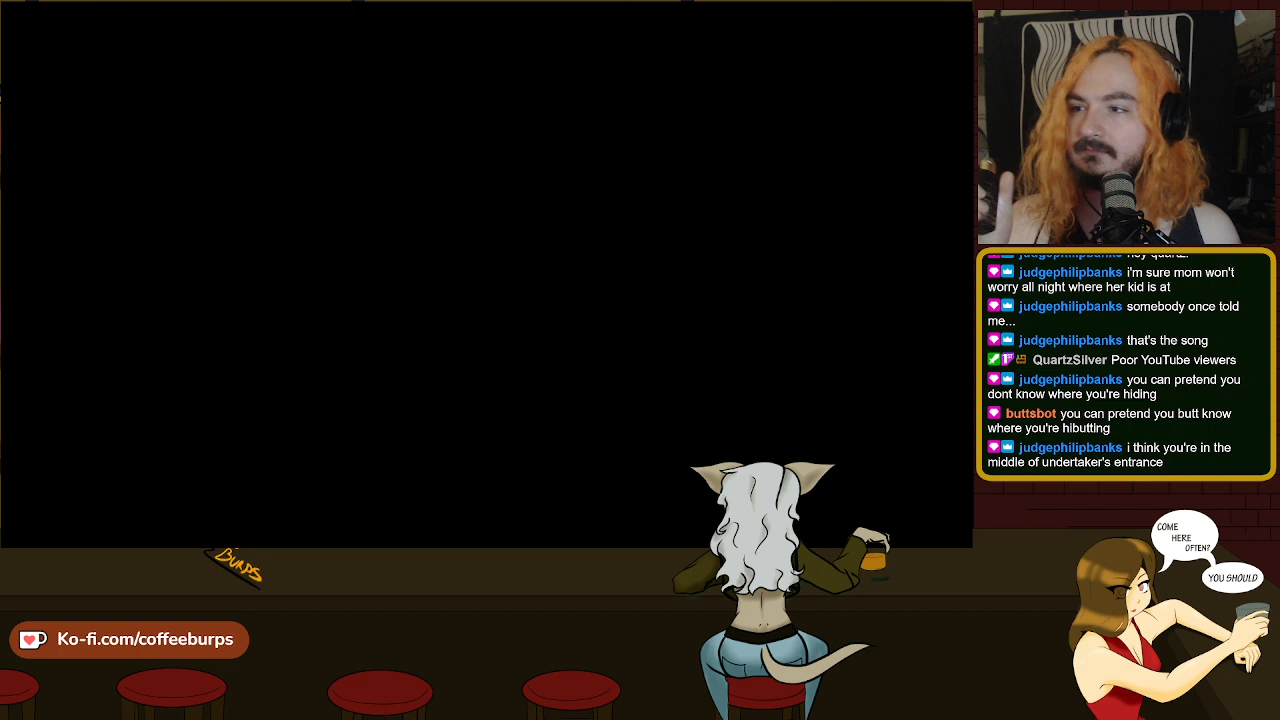 judgephilipbanks hey quartz!
judgephilipbanks i'm sure mom won't
worry all night where her kid is at
judgephilipbanks somebody once told
me...
judgephilipbanks that's the song
QuartzSilver Poor YouTube viewers
judgephilipbanks you can pretend you
dont know where you're hiding
buttsbot you can pretend you butt know
where you're hibutting
judgephilipbanks i think you're in the
middle of undertaker's entrance
BURPS
COME
HERE
OFTEN?
YOU SHOULD
Ko-fi.com/coffeeburps